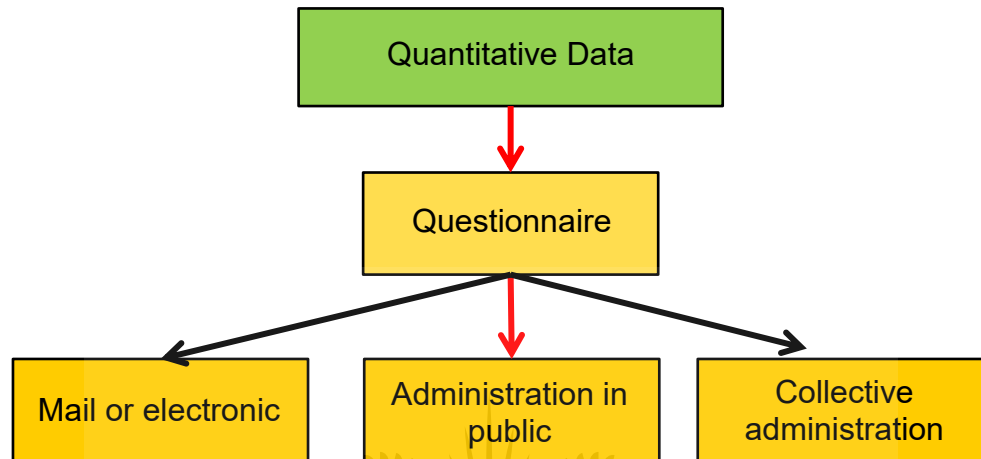 Quantitative Data
Questionnaire
Mail or electronic
Administration in
public
Collective
administration